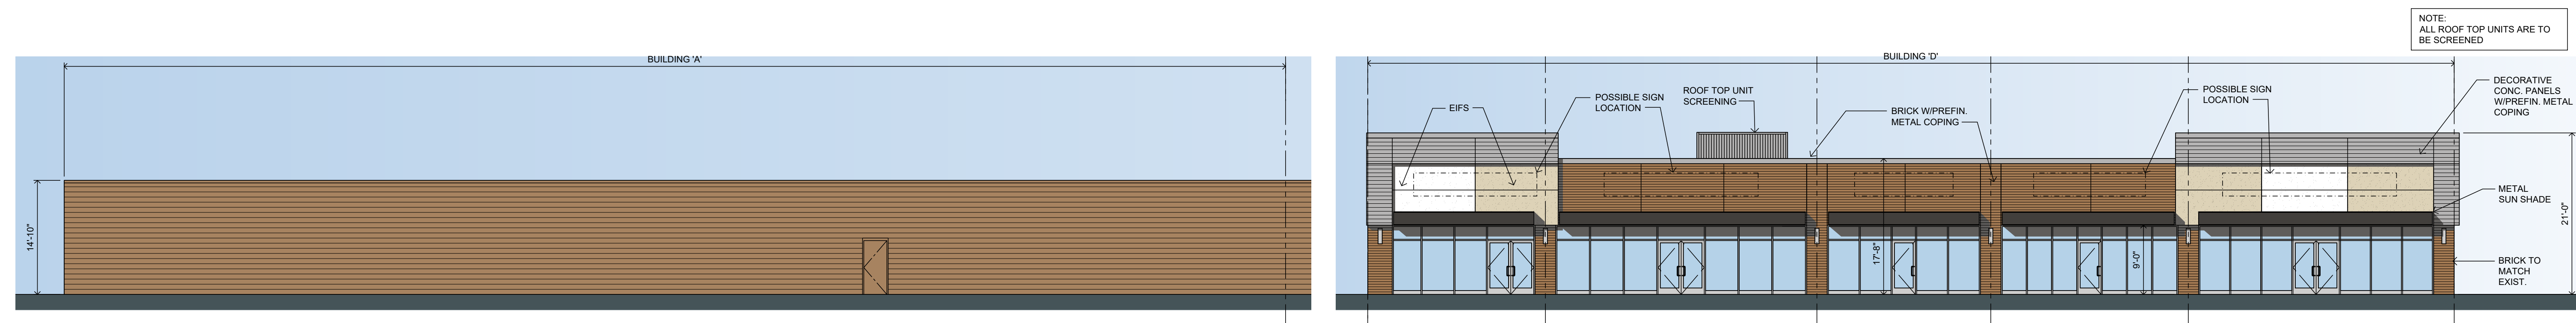 NOTE:
ALL ROOF TOP UNITS ARE TO
BE SCREENED
BUILDING 'A'
14'-10"
BUILDING 'D'
EIFS
POSSIBLE SIGN
LOCATION
ROOF TOP UNIT
SCREENING
BRICK W/PREFIN.
METAL COPING
POSSIBLE SIGN
LOCATION
DECORATIVE
CONC. PANELS
W/PREFIN. METAL
COPING
METAL
SUN SHADE
17'-8"
9'-0"
21'-0"
BRICK TO
MATCH
EXIST.